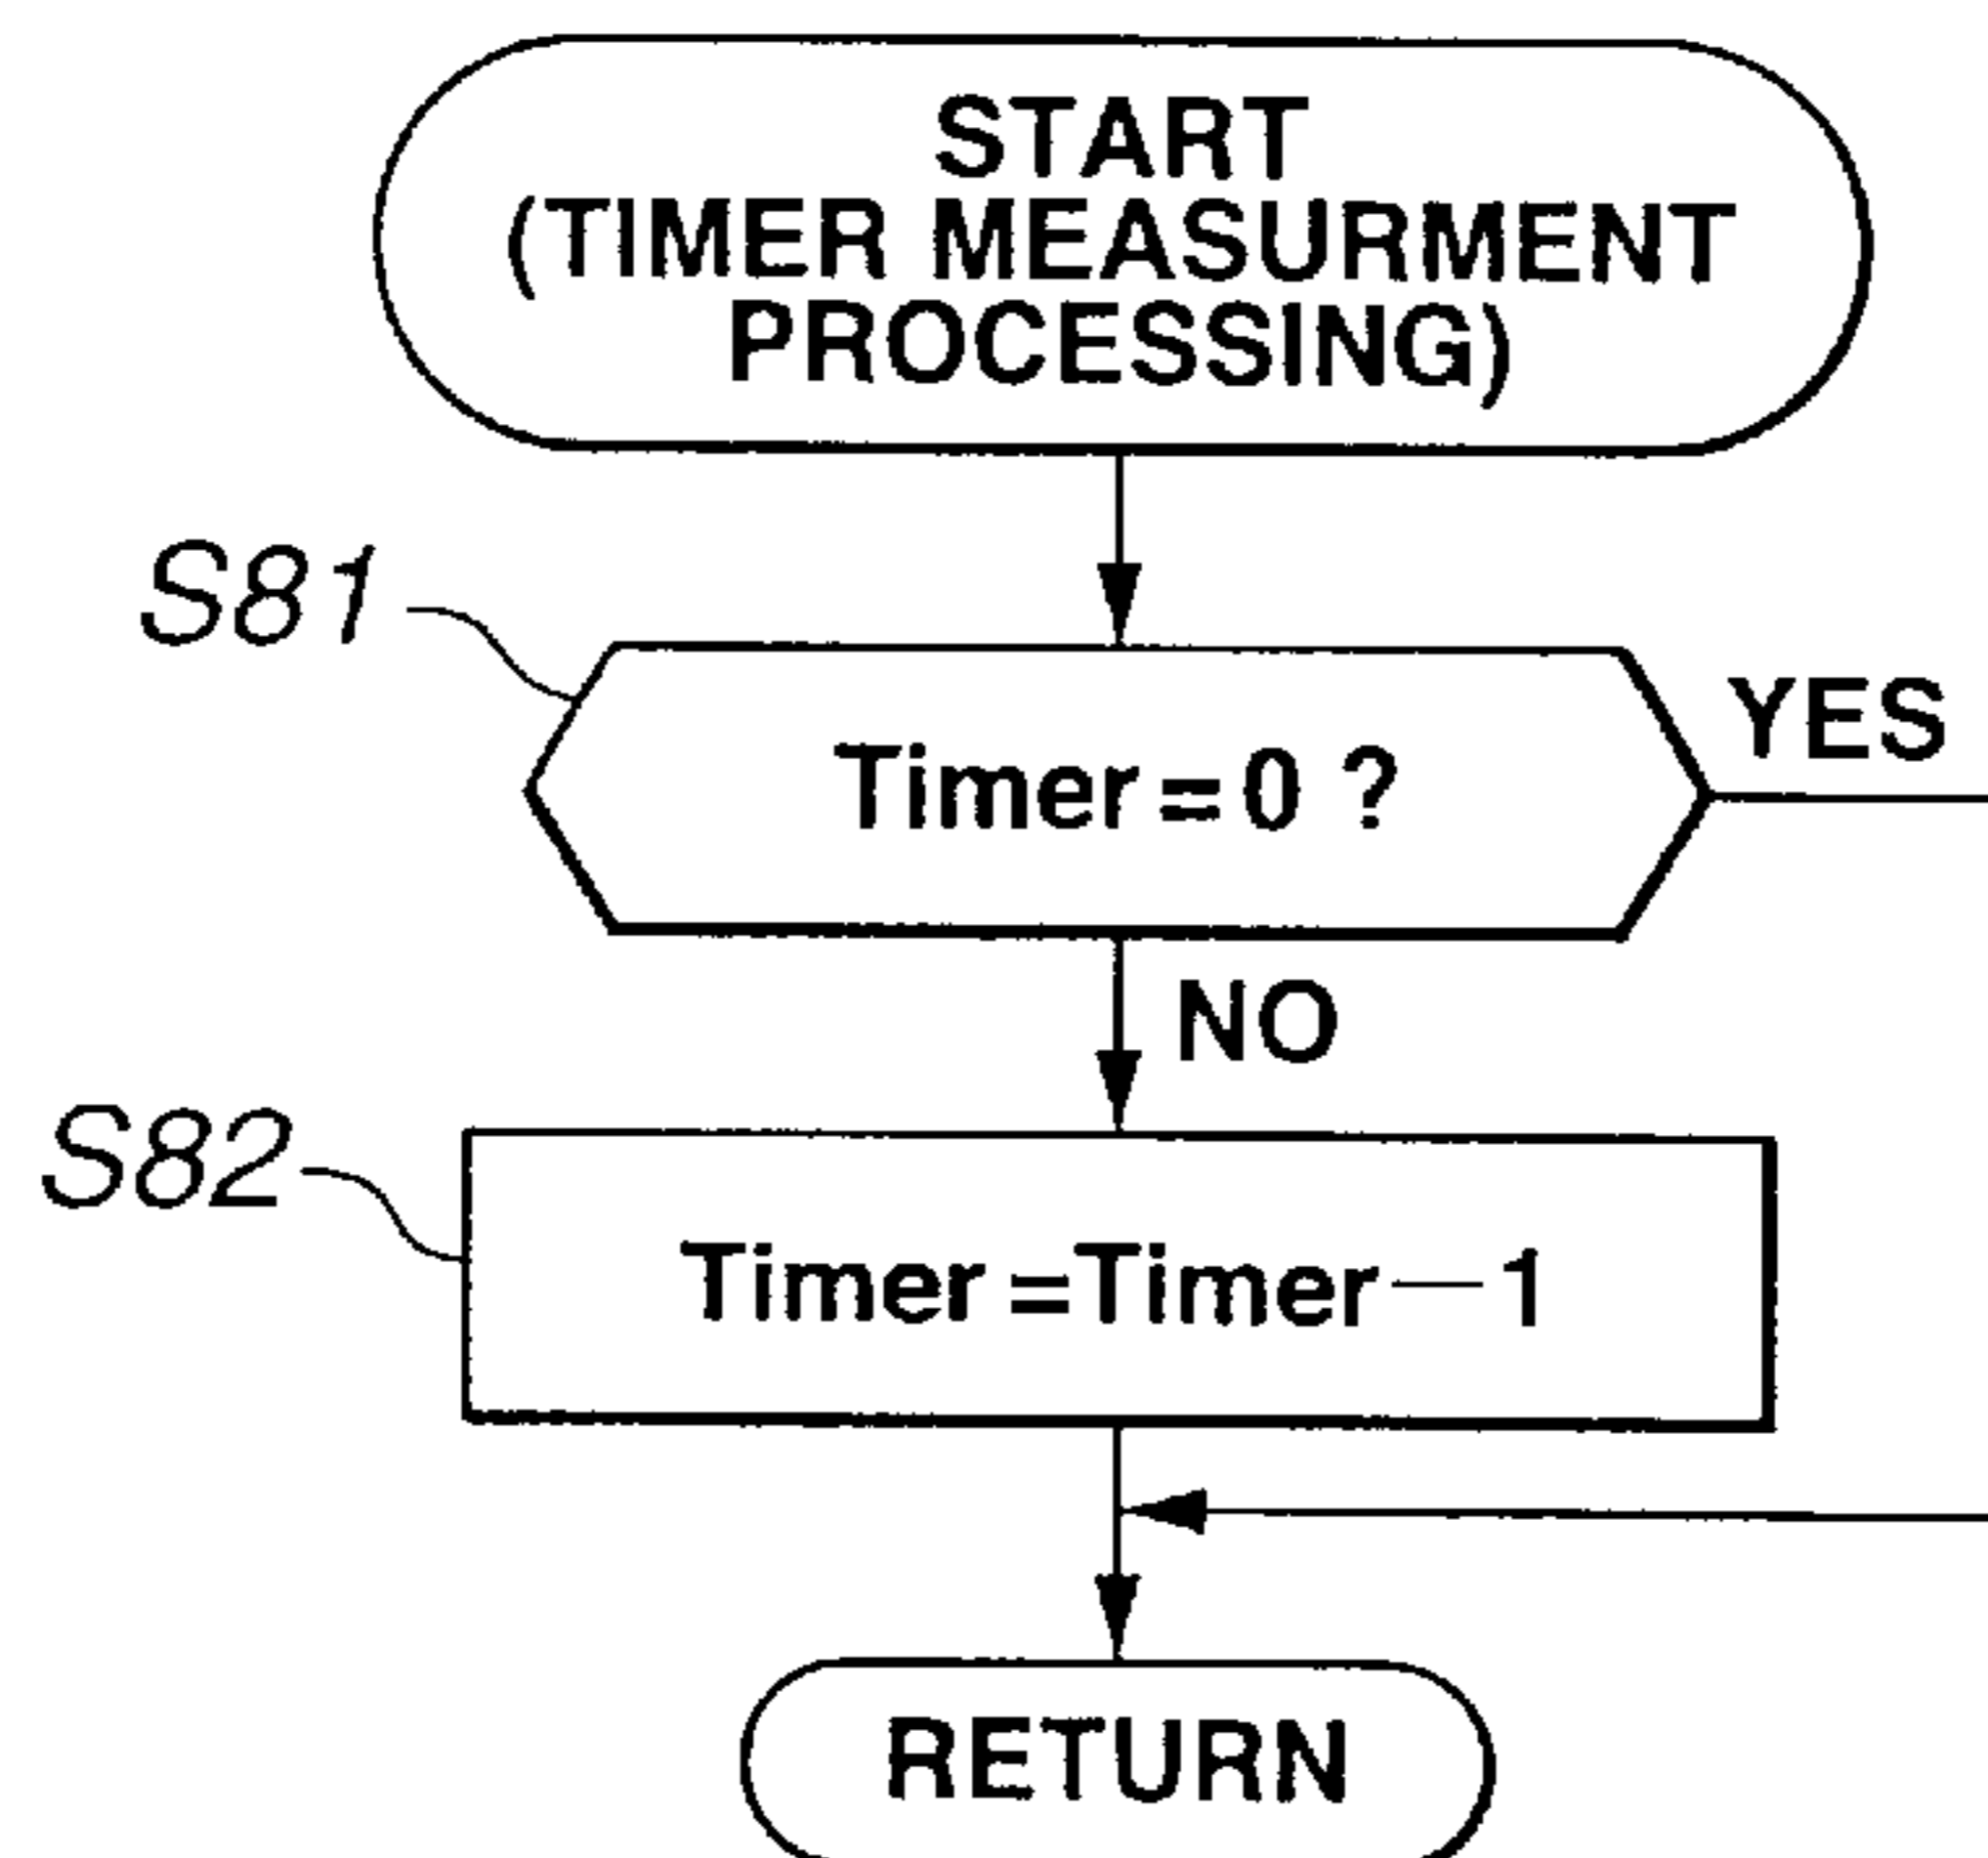 START
(TIMER MEASURMENT
PROCESSING)
S81
Timer=0 ?
YES
NO
S82
Timer=Timer—1
RETURN